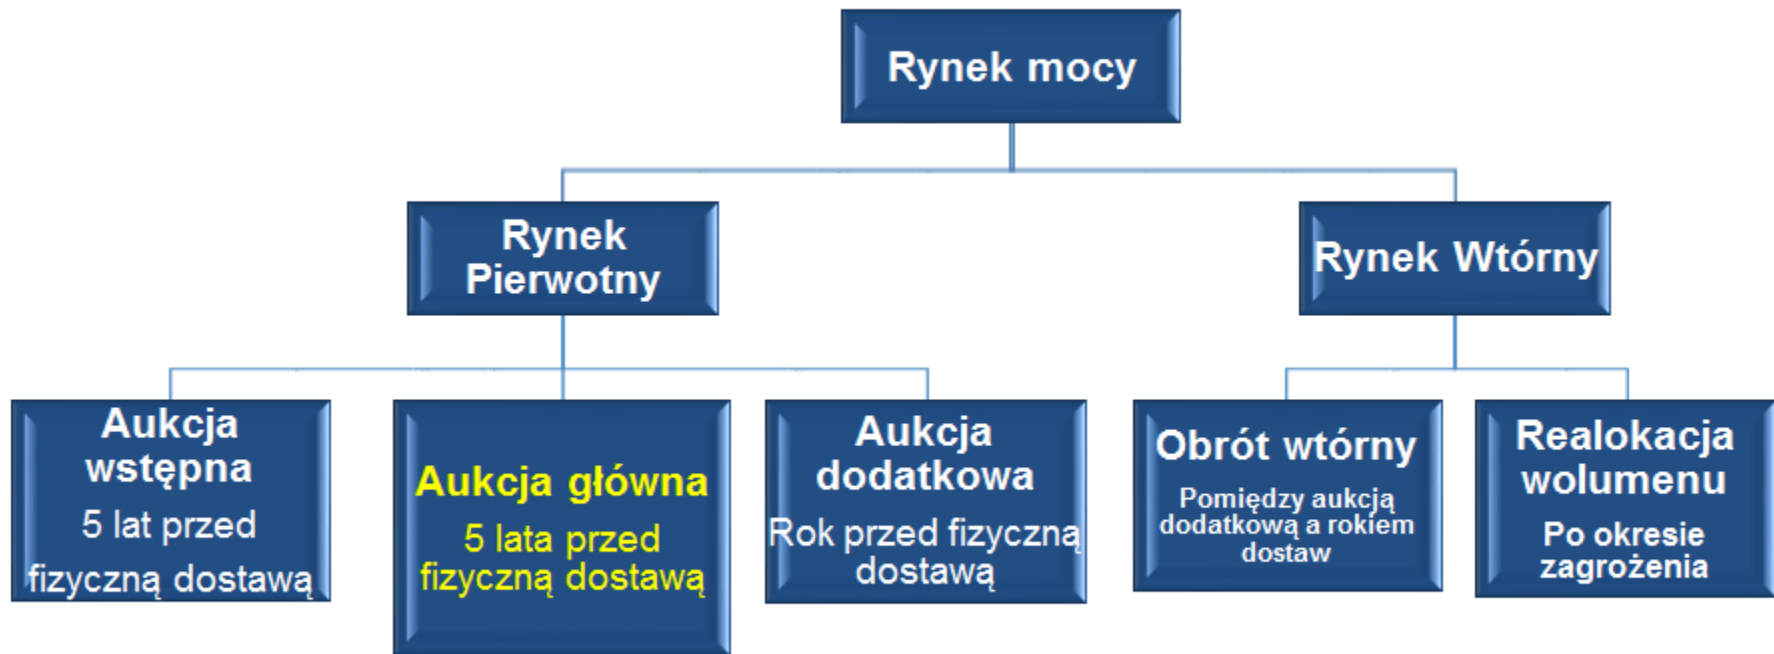 Rynek mocy
Rynek
Pierwotny
Rynek Wtórny
Aukcja
wstępna
5 lat przed
fizyczną dostawą
Aukcja główna
5 lata przed
fizyczną dostawą
Aukcja
dodatkowa
Rok przed fizyczną
dostawą
Obrót wtórny
Pomiędzy aukcją
dodatkową a rokiem
dostaw
Realokacja
wolumenu
Po okresie
zagrożenia